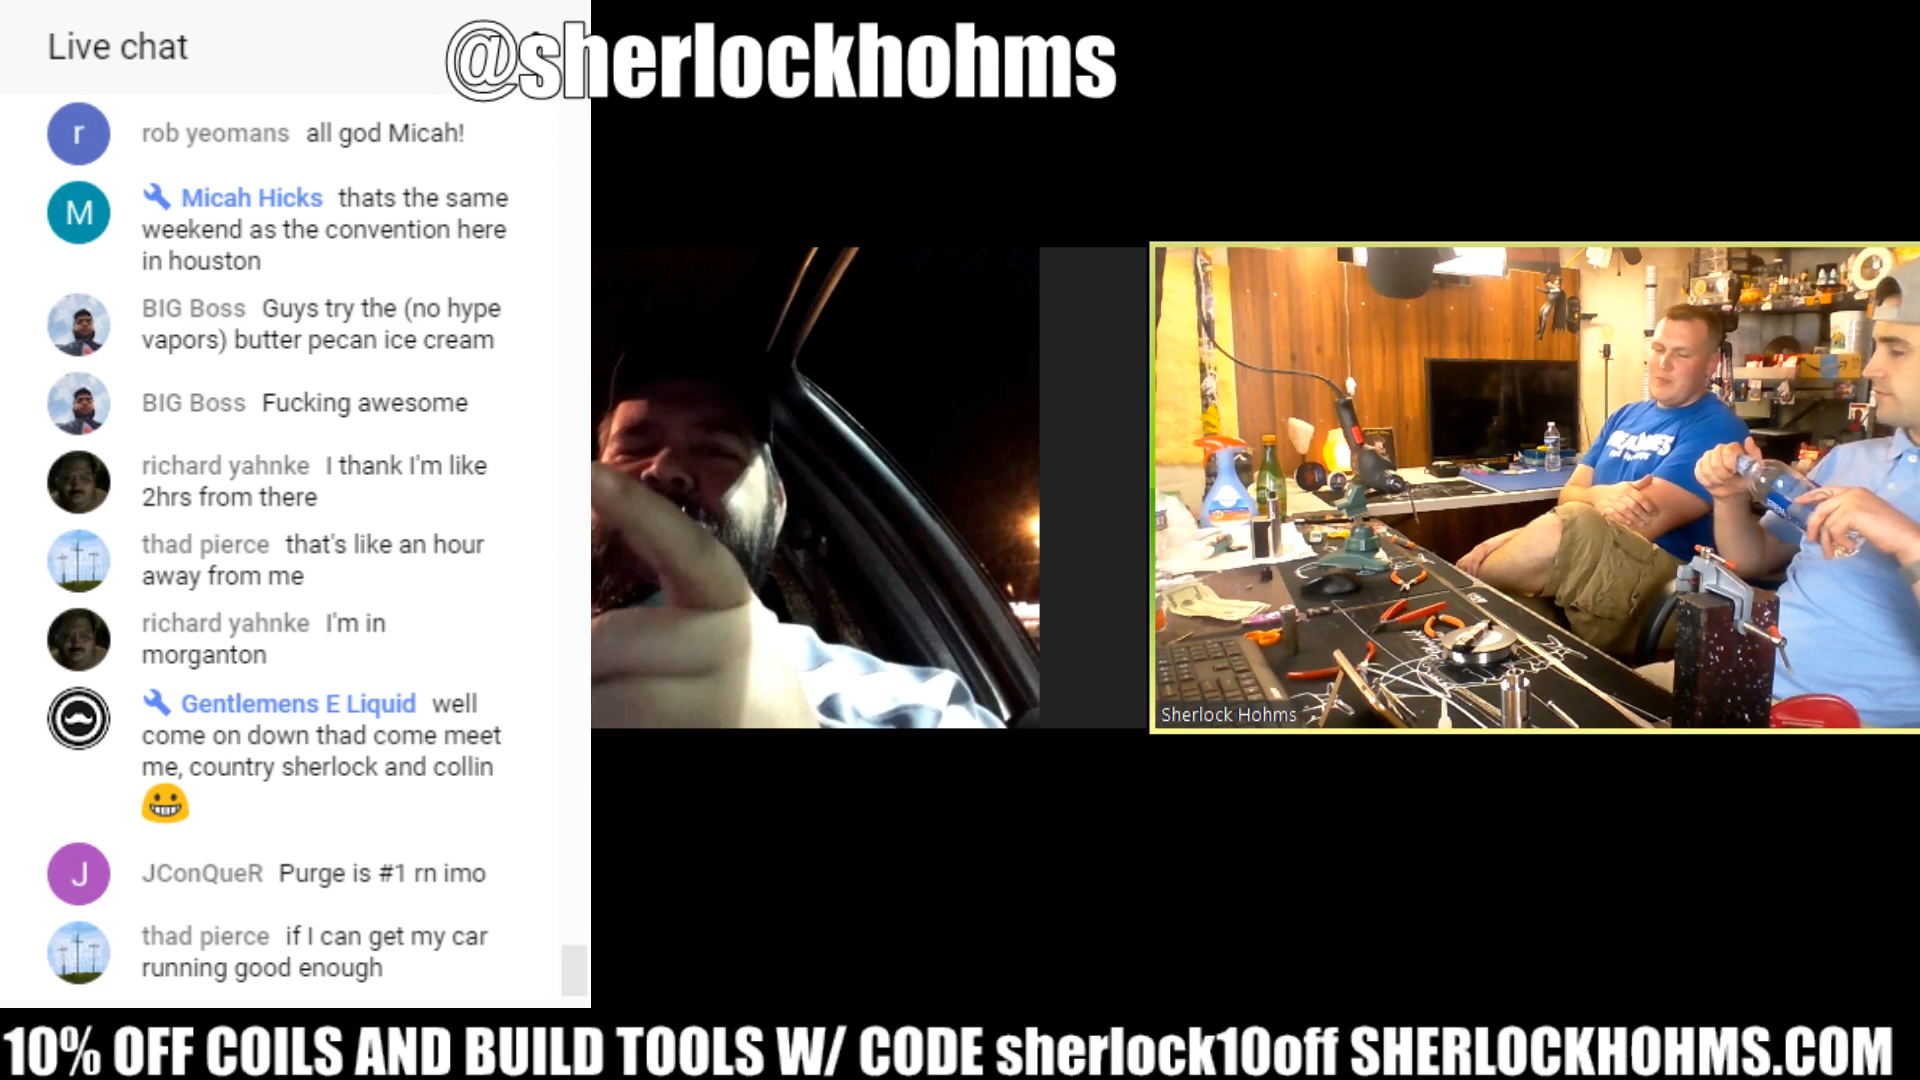 Live chat
@sherlockhohms
r
rob yeomans all god Micah!
M
Micah Hicks thats the same
weekend as the convention here
in houston
BIG Boss Guys try the (no hype
vapors) butter pecan ice cream
BIG Boss Fucking awesome
richard yahnke I thank I'm like
2hrs from there
thad pierce that's like an hour
away from me
richard yahnke I'm in
morganton
Gentlemens E Liquid well
come on down thad come meet
me, country sherlock and collin
J
JConQueR Purge is #1 rn imo
thad pierce if I can get my car
running good enough
Sherlock Hohms
10% OFF COILS AND BUILD TOOLS W/ CODE sherlock10off SHERLOCKHOHMS.COM